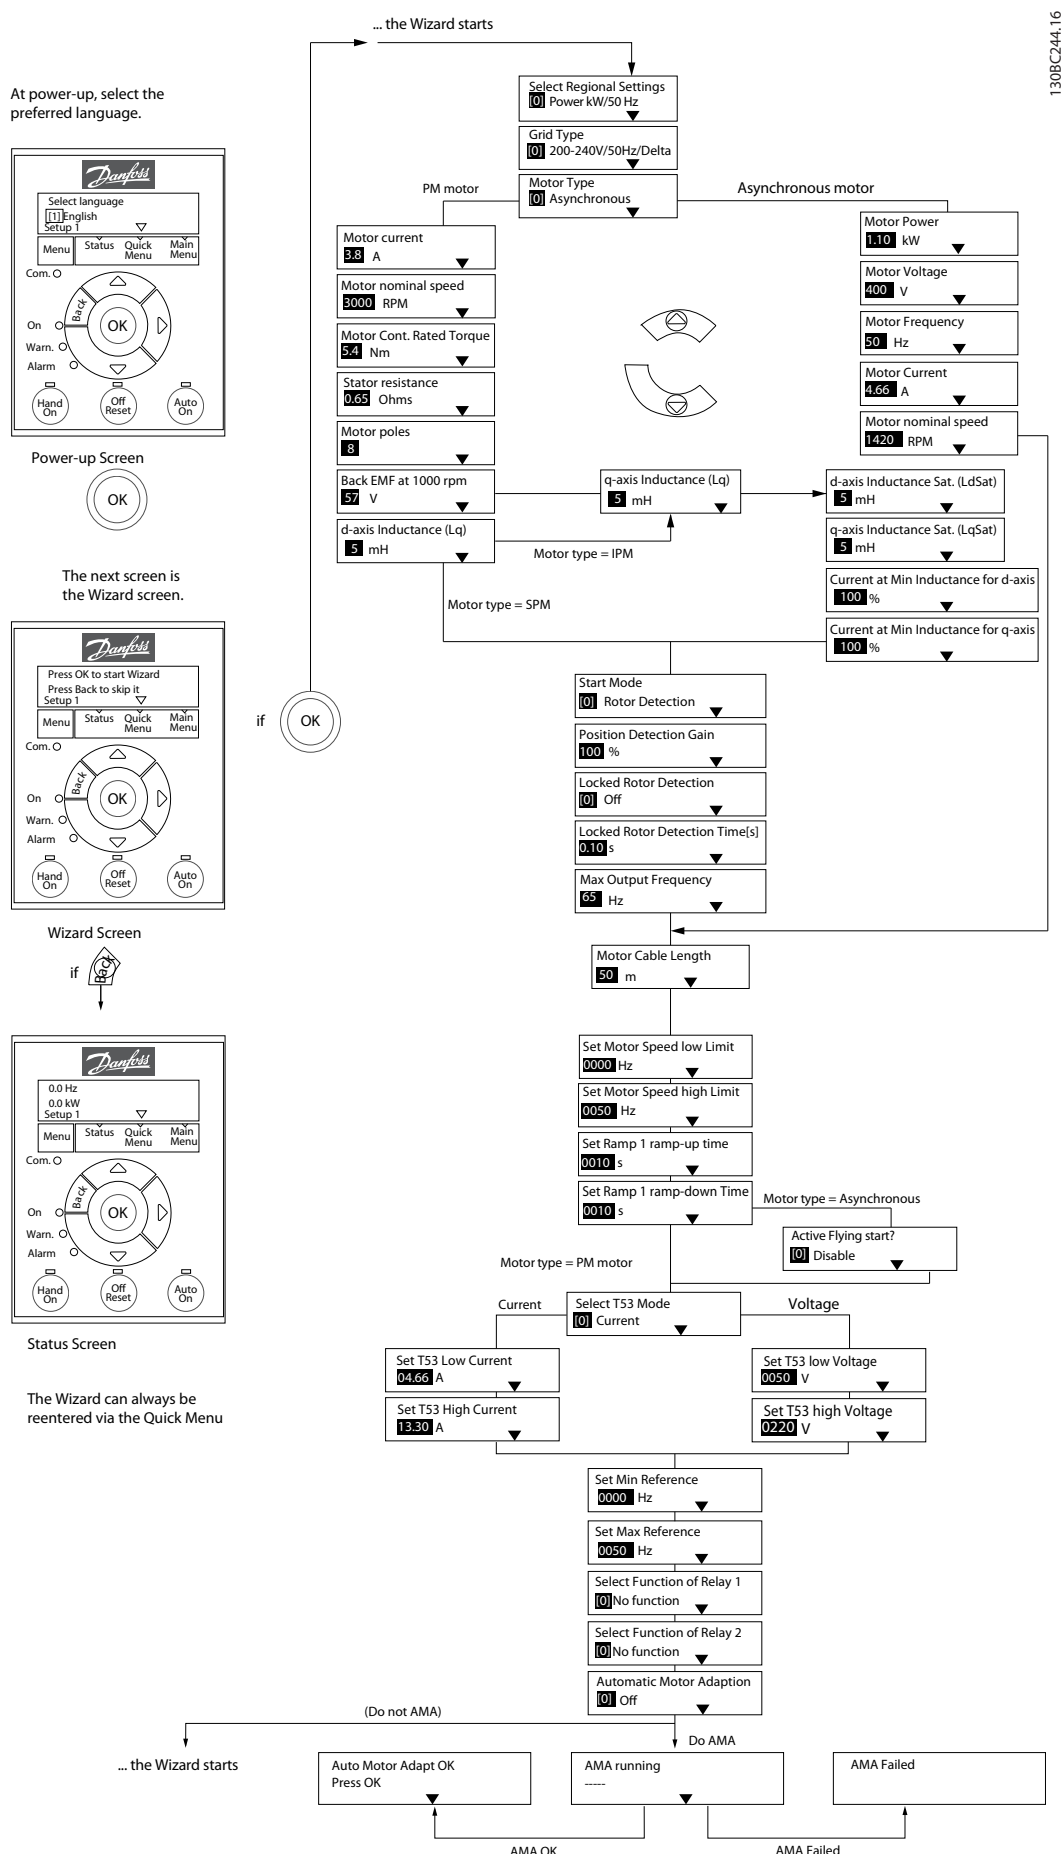 130BC244.16
At power-up, select the
preferred language.
Danfoss
Select language
[1] English
Setup 1
Menu
Status
Quick
Menu
Main
Menu
Com.
Back
OK
On
Warn.
Alarm
Hand
On
Off
Reset
Auto
On
Power-up Screen
OK
The next screen is
the Wizard screen.
Danfoss
Press OK to start Wizard
Press Back to skip it
Setup 1
Menu
Status
Quick
Menu
Main
Menu
Com.
Back
OK
On
Warn.
Alarm
Hand
On
Off
Reset
Auto
On
Wizard Screen
if
Back
if
OK
Danfoss
0.0 Hz
0.0 kW
Setup 1
Menu
Status
Quick
Menu
Main
Menu
Com.
Back
OK
On
Warn.
Alarm
Hand
On
Off
Reset
Auto
On
Status Screen
The Wizard can always be
reentered via the Quick Menu
... the Wizard starts
Select Regional Settings
[0] Power kW/50 Hz
Grid Type
[0] 200-240V/50Hz/Delta
Motor Type
[0] Asynchronous
PM motor
Asynchronous motor
Motor current
3.8 A
Motor nominal speed
3000 RPM
Motor Cont. Rated Torque
5.4 Nm
Stator resistance
0.65 Ohms
Motor poles
8
Back EMF at 1000 rpm
57 V
d-axis Inductance (Lq)
5 mH
Motor Power
1.10 kW
Motor Voltage
400 V
Motor Frequency
50 Hz
Motor Current
4.66 A
Motor nominal speed
1420 RPM
q-axis Inductance (Lq)
5 mH
Motor type = IPM
d-axis Inductance Sat. (LdSat)
5 mH
q-axis Inductance Sat. (LqSat)
5 mH
Current at Min Inductance for d-axis
100 %
Current at Min Inductance for q-axis
100 %
Motor type = SPM
Start Mode
[0] Rotor Detection
Position Detection Gain
100 %
Locked Rotor Detection
[0] Off
Locked Rotor Detection Time[s]
0.10 s
Max Output Frequency
65 Hz
Motor Cable Length
50 m
Set Motor Speed low Limit
0000 Hz
Set Motor Speed high Limit
0050 Hz
Set Ramp 1 ramp-up time
0010 s
Set Ramp 1 ramp-down Time
0010 s
Motor type = Asynchronous
Active Flying start?
[0] Disable
Motor type = PM motor
Current
Select T53 Mode
[0] Current
Voltage
Set T53 Low Current
04.66 A
Set T53 High Current
13.30 A
Set T53 low Voltage
0050 V
Set T53 high Voltage
0220 V
Set Min Reference
0000 Hz
Set Max Reference
0050 Hz
Select Function of Relay 1
[0] No function
Select Function of Relay 2
[0] No function
Automatic Motor Adaption
[0] Off
(Do not AMA)
Do AMA
... the Wizard starts
Auto Motor Adapt OK
Press OK
AMA running
-----
AMA Failed
AMA OK
AMA Failed